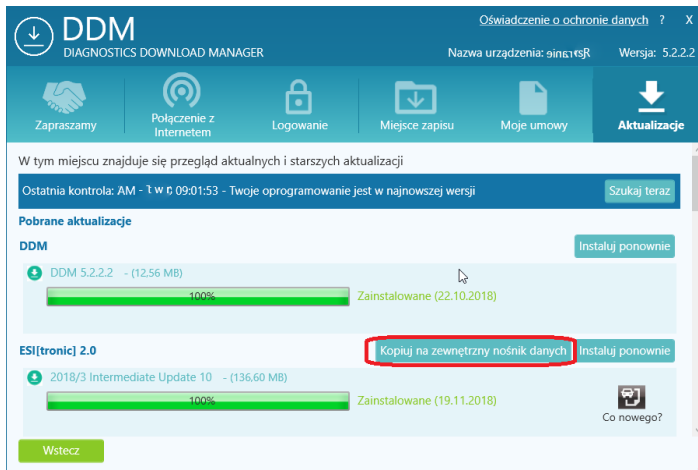 DDM
DIAGNOSTICS DOWNLOAD MANAGER
Oświadczenie o ochronie danych ? X
Nazwa urządzenia: Wersja: 5.2.2.2
Zapraszamy
Połączenie z
Internetem
Logowanie
Miejsce zapisu
Moje umowy
Aktualizacje
W tym miejscu znajduje się przegląd aktualnych i starszych aktualizacji
Ostatnia kontrola: AM - 09:01:53 - Twoje oprogramowanie jest w najnowszej wersji
Szukaj teraz
Pobrane aktualizacje
DDM
Instaluj ponownie
DDM 5.2.2.2 - (12,56 MB)
100%
Zainstalowane (22.10.2018)
ESI[tronic] 2.0
Kopiuj na zewnętrzny nośnik danych
Instaluj ponownie
2018/3 Intermediate Update 10 - (136,60 MB)
100%
Zainstalowane (19.11.2018)
Co nowego?
Wstecz